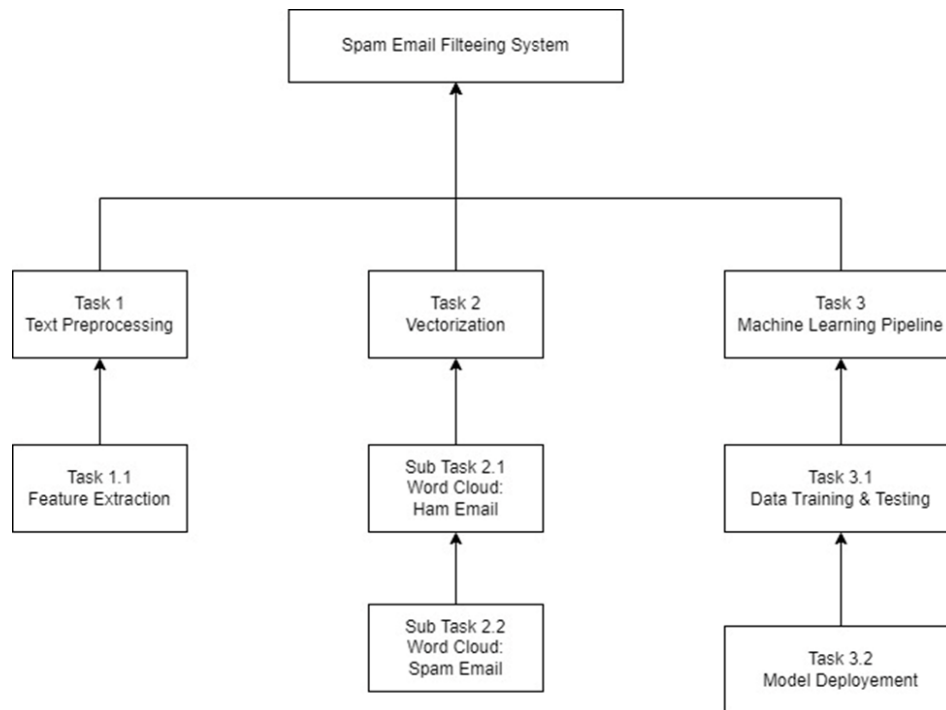 Spam Email Filteeing System
Task 1
Text Preprocessing
Task 2
Vectorization
Task 3
Machine Learning Pipeline
Task 1.1
Feature Extraction
Sub Task 2.1
Word Cloud:
Ham Email
Task 3.1
Data Training & Testing
Sub Task 2.2
Word Cloud:
Spam Email
Task 3.2
Model Deployement